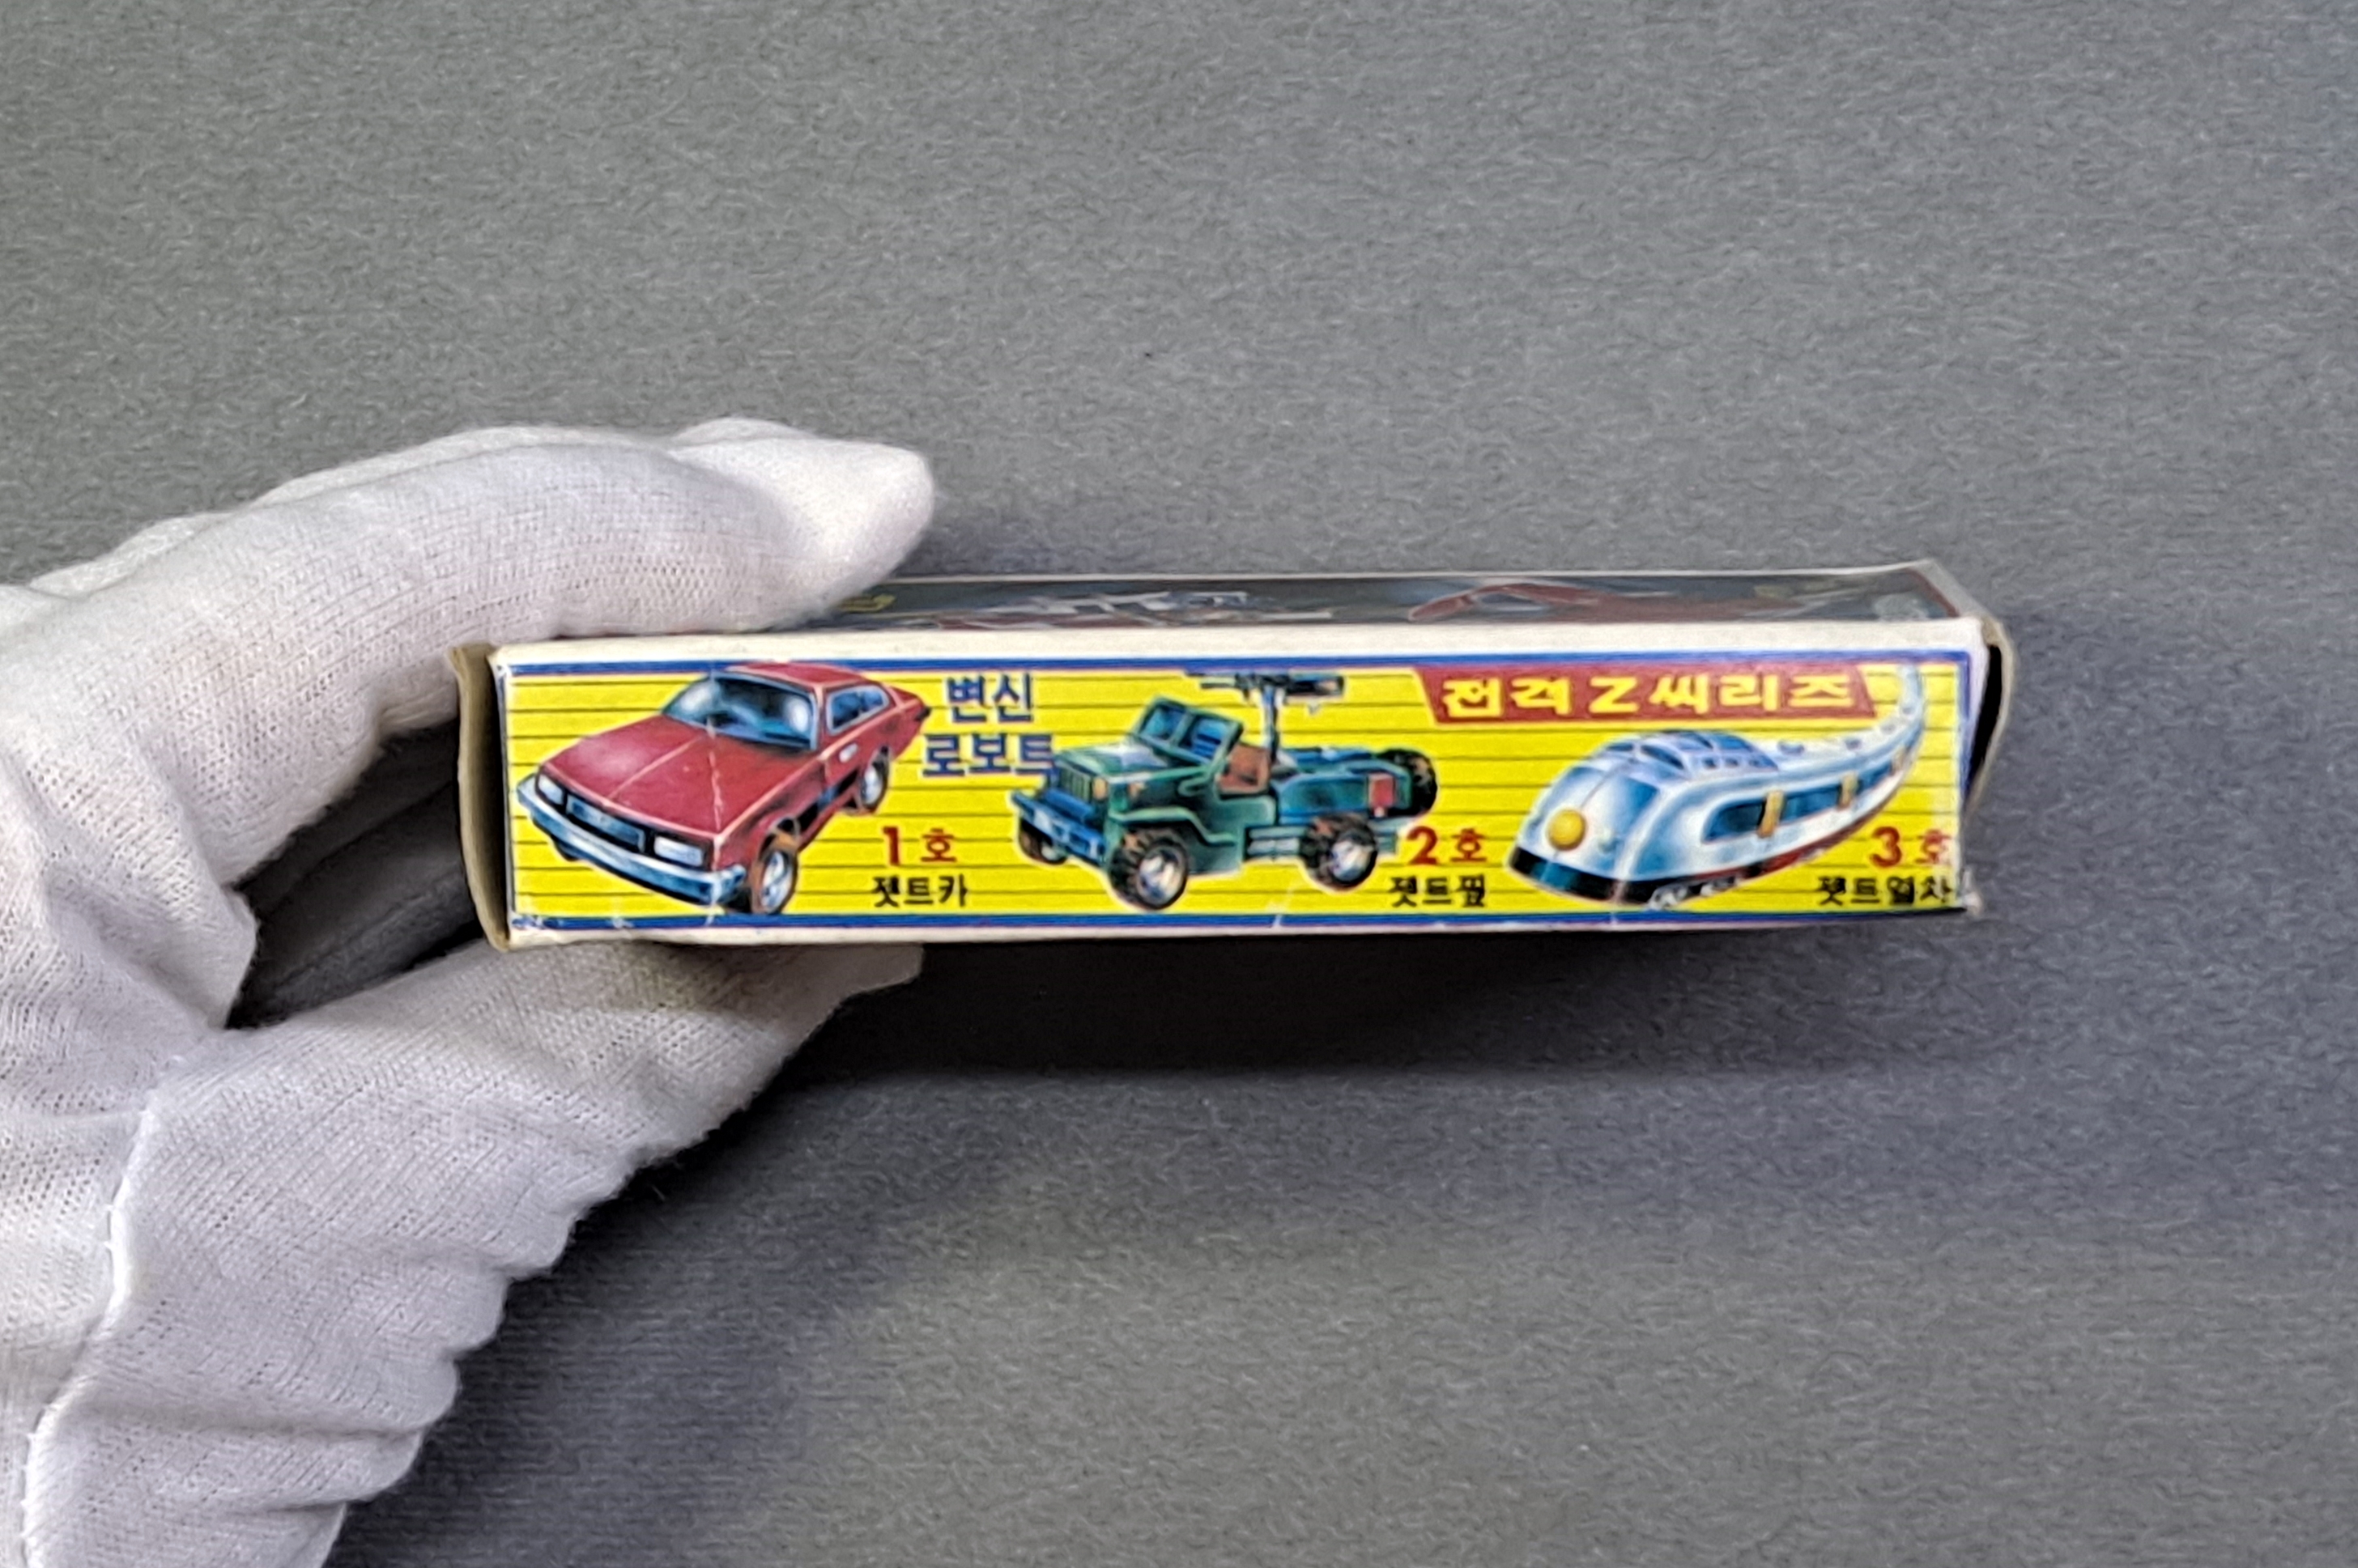 변신
로보트
전격 Z 씨리즈
1호
젯트카
2호
젯트찦
3호
젯트열차